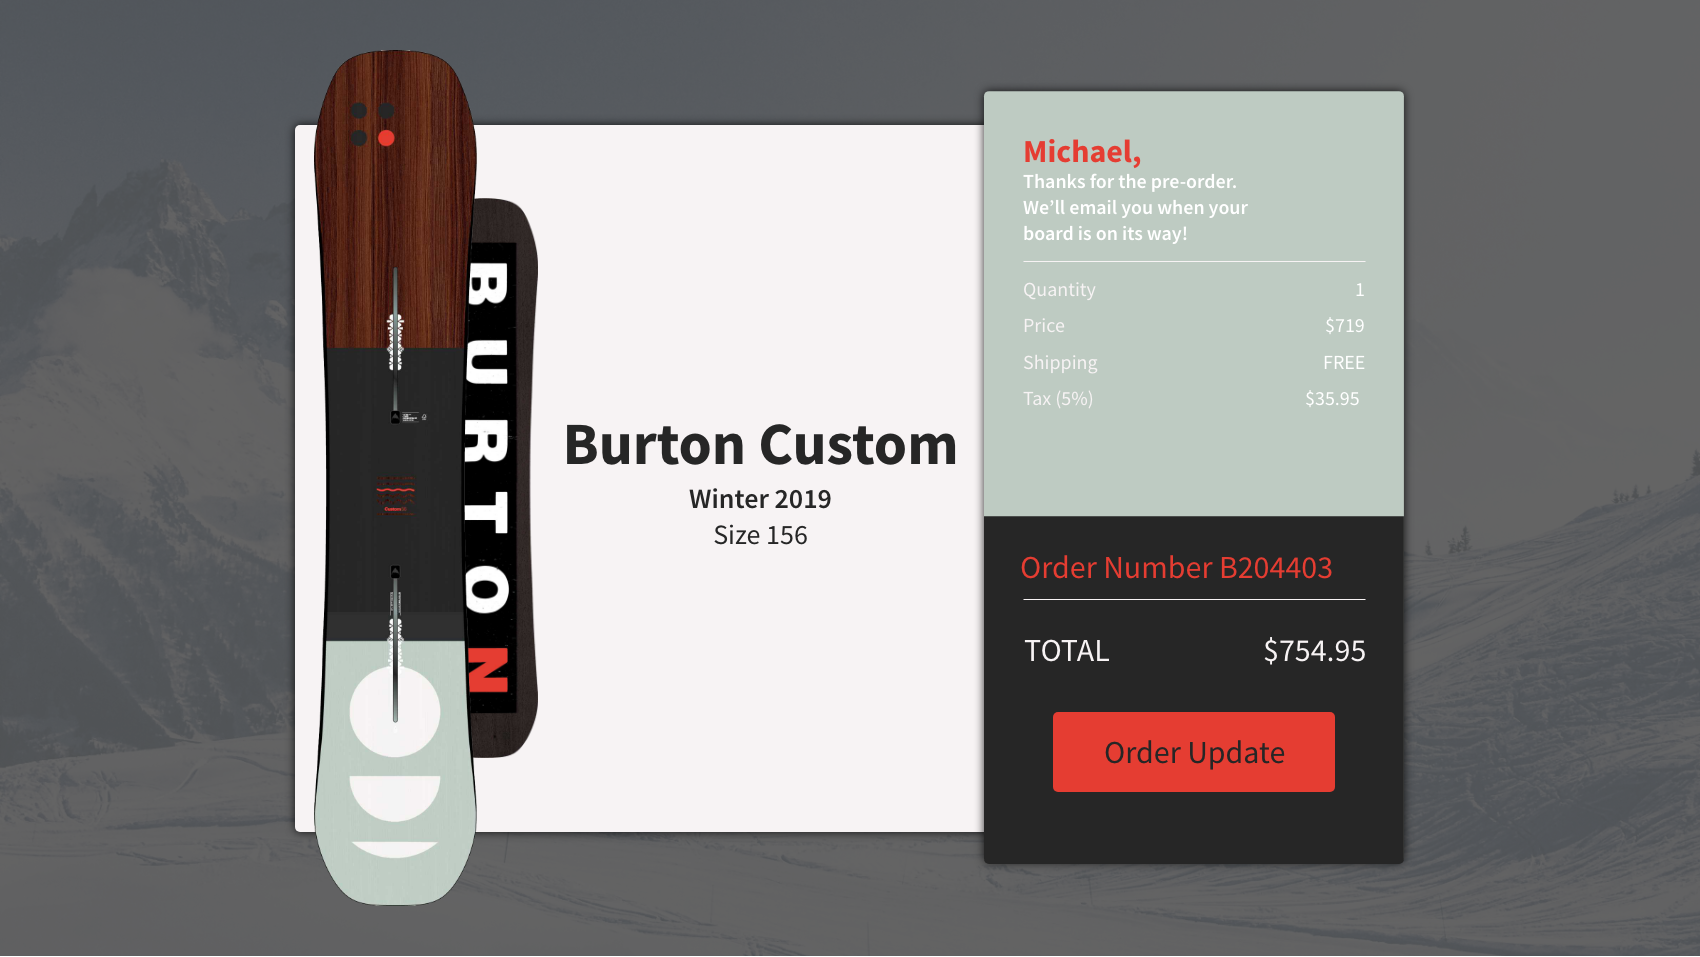 BURTON
Burton Custom
Winter 2019
Size 156
Michael,
Thanks for the pre-order.
We'll email you when your
board is on its way!
Quantity 1
Price $719
Shipping FREE
Tax (5%) $35.95
Order Number B204403
TOTAL $754.95
Order Update